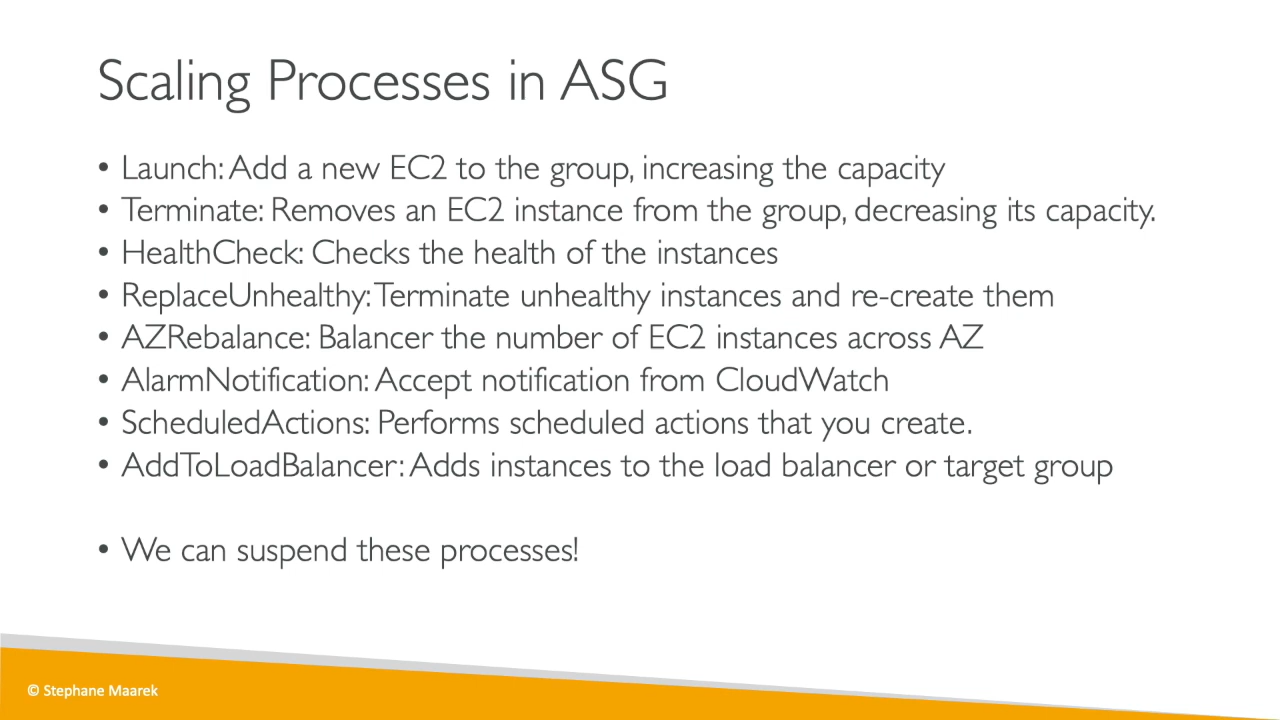 Scaling Processes in ASG
• Launch: Add a new EC2 to the group, increasing the capacity
• Terminate: Removes an EC2 instance from the group, decreasing its capacity.
• HealthCheck: Checks the health of the instances
• ReplaceUnhealthy: Terminate unhealthy instances and re-create them
• AZRebalance: Balancer the number of EC2 instances across AZ
• AlarmNotification: Accept notification from CloudWatch
• ScheduledActions: Performs scheduled actions that you create.
• AddToLoadBalancer: Adds instances to the load balancer or target group
• We can suspend these processes!
© Stephane Maarek